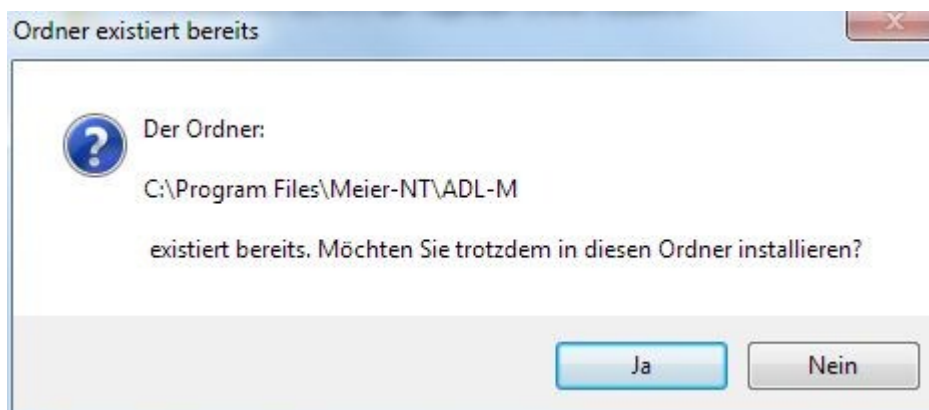 Ordner existiert bereits
Der Ordner:
C:\Program Files\Meier-NT\ADL-M
existiert bereits. Möchten Sie trotzdem in diesen Ordner installieren?
Ja
Nein